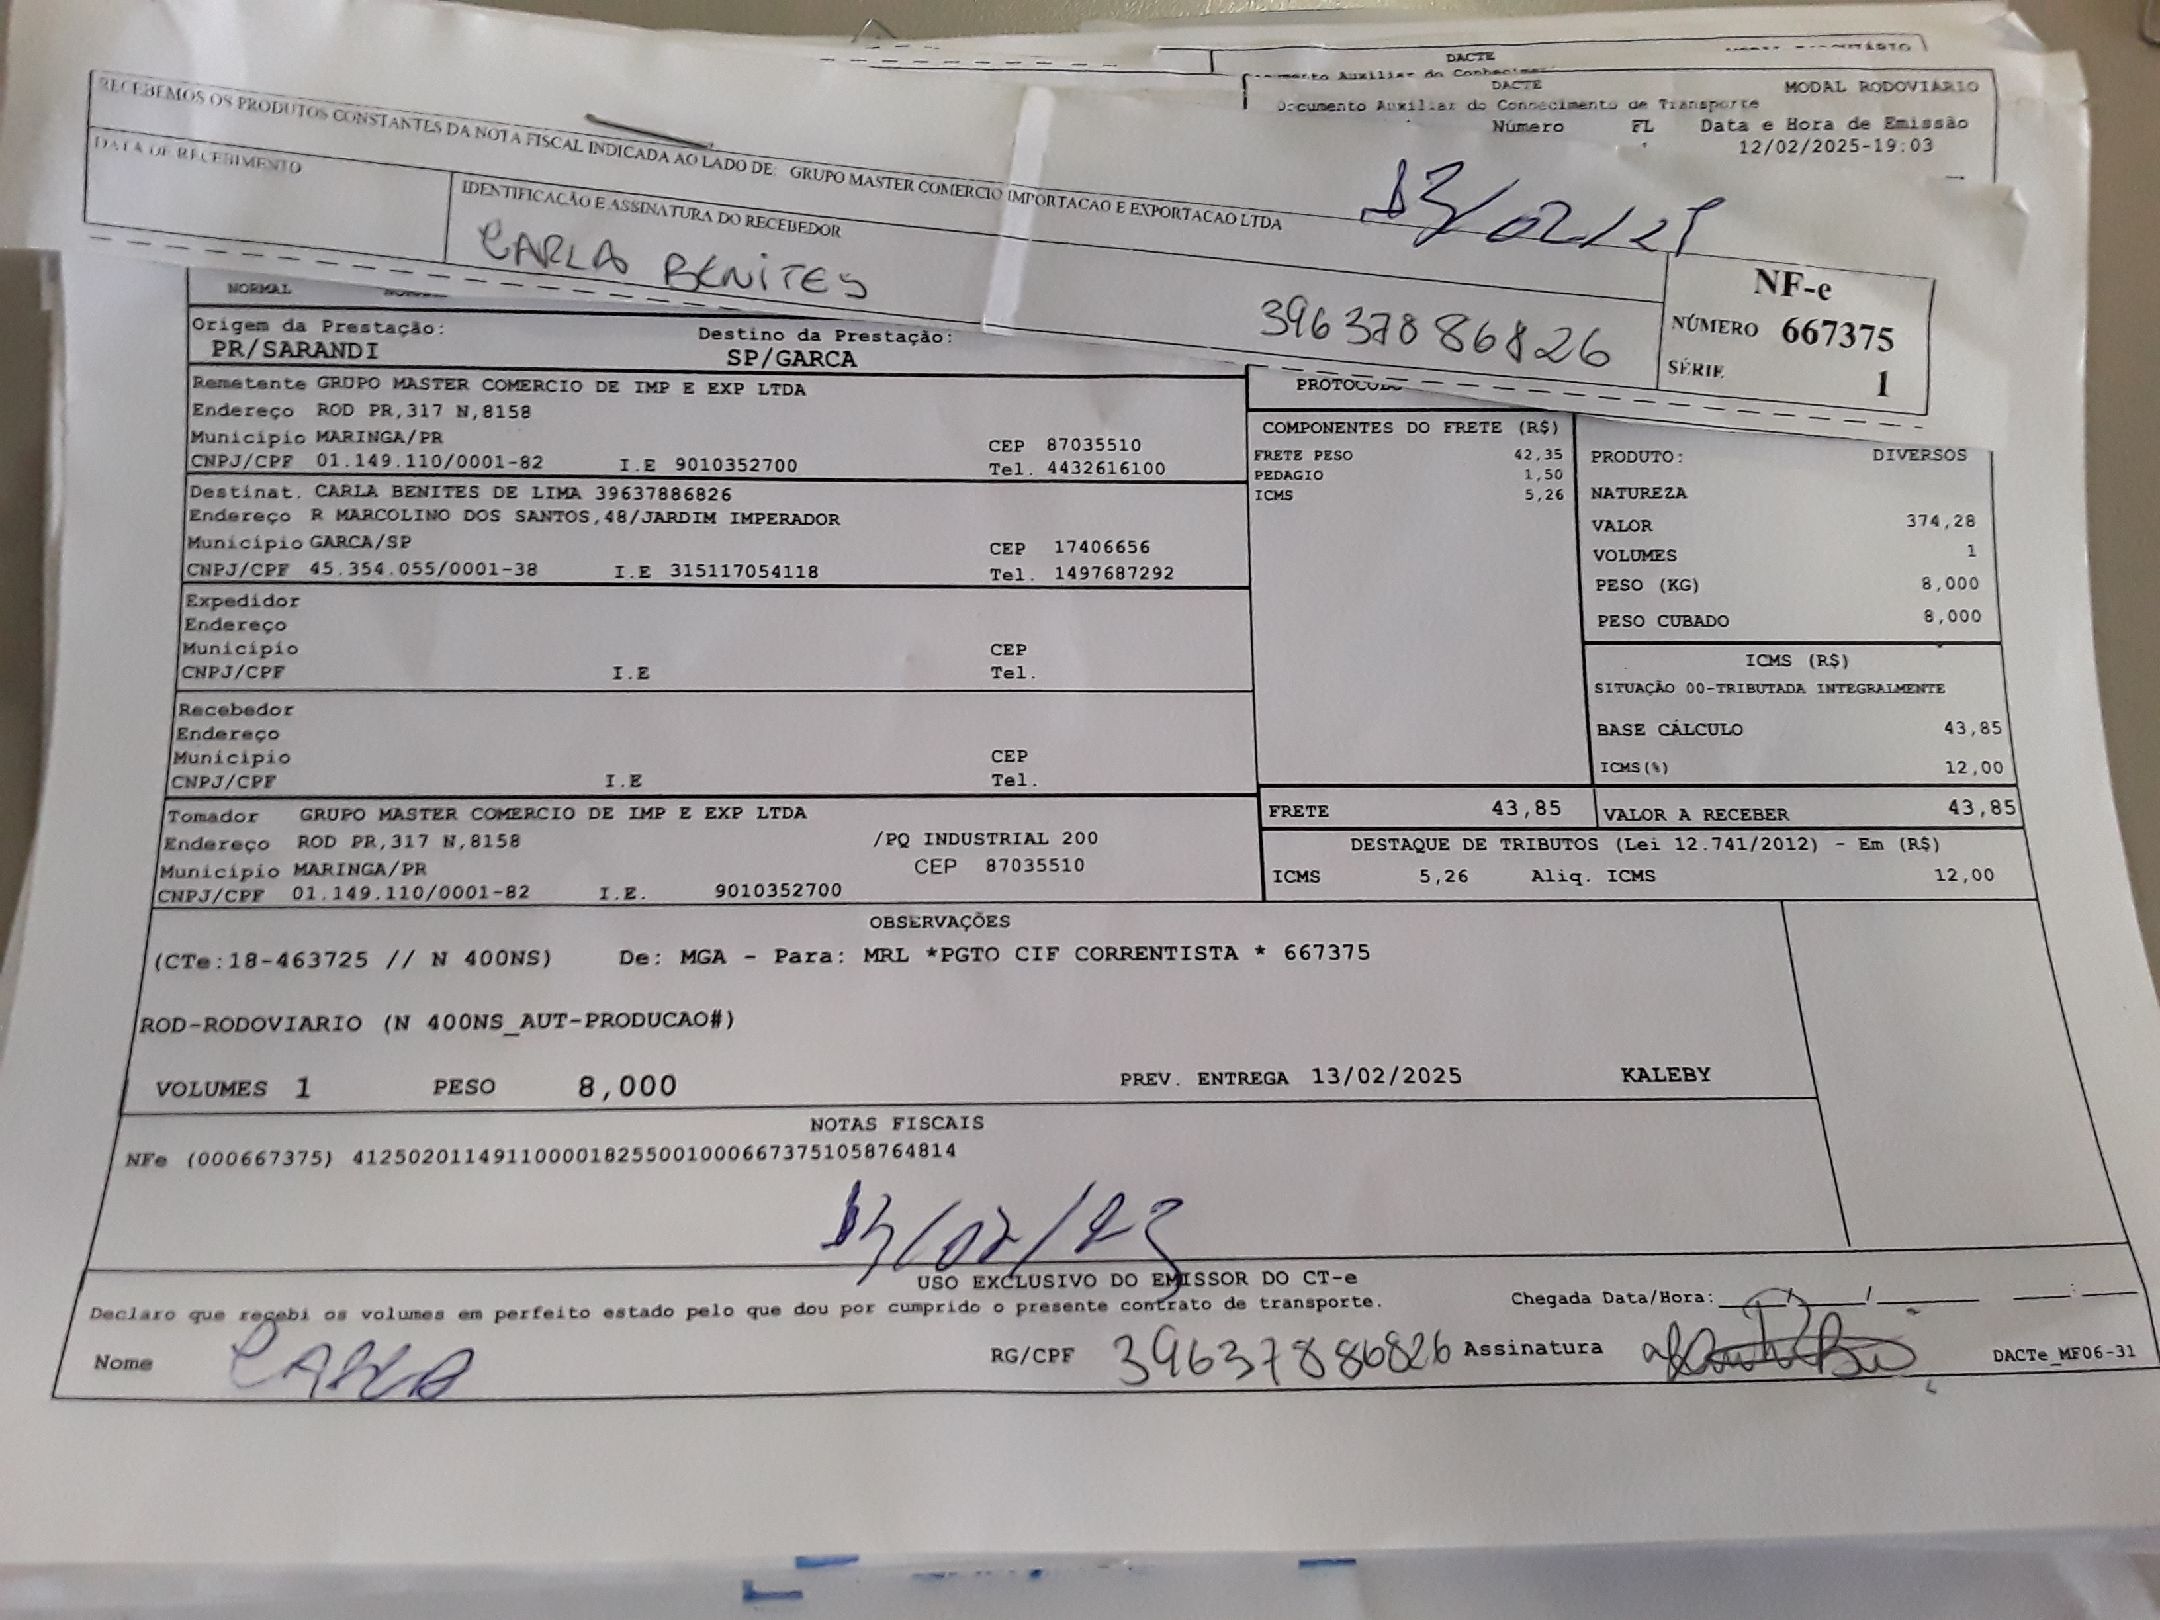 DACTE
DACTE
MODAL RODOVIÁRIO
Documento Auxiliar do Conhecimento de Transporte
Número FL Data e Hora de Emissão
12/02/2025-19:03
RECEBEMOS OS PRODUTOS CONSTANTES DA NOTA FISCAL INDICADA AO LADO DE: GRUPO MASTER COMERCIO IMPORTACAO E EXPORTACAO LTDA
DATA DE RECEBIMENTO
IDENTIFICAÇÃO E ASSINATURA DO RECEBEDOR
13/02/25
CARLA BENITES
39637886826
NF-e
NÚMERO 667375
SÉRIE 1
NORMAL
Origem da Prestação: Destino da Prestação:
PR/SARANDI SP/GARCA
Remetente GRUPO MASTER COMERCIO DE IMP E EXP LTDA
Endereço ROD PR,317 N,8158
Município MARINGA/PR CEP 87035510
CNPJ/CPF 01.149.110/0001-82 I.E 9010352700 Tel. 4432616100
Destinat. CARLA BENITES DE LIMA 39637886826
Endereço R MARCOLINO DOS SANTOS,48/JARDIM IMPERADOR
Município GARCA/SP CEP 17406656
CNPJ/CPF 45.354.055/0001-38 I.E 315117054118 Tel. 1497687292
Expedidor
Endereço
Município CEP
CNPJ/CPF I.E Tel.
Recebedor
Endereço
Município CEP
CNPJ/CPF I.E Tel.
Tomador GRUPO MASTER COMERCIO DE IMP E EXP LTDA
Endereço ROD PR,317 N,8158 /PQ INDUSTRIAL 200
Município MARINGA/PR CEP 87035510
CNPJ/CPF 01.149.110/0001-82 I.E. 9010352700
PROTOCOLO
COMPONENTES DO FRETE (R$)
FRETE PESO 42,35
PEDAGIO 1,50
ICMS 5,26
PRODUTO: DIVERSOS
NATUREZA
VALOR 374,28
VOLUMES 1
PESO (KG) 8,000
PESO CUBADO 8,000
ICMS (R$)
SITUAÇÃO 00-TRIBUTADA INTEGRALMENTE
BASE CÁLCULO 43,85
ICMS(%) 12,00
FRETE 43,85 VALOR A RECEBER 43,85
DESTAQUE DE TRIBUTOS (Lei 12.741/2012) - Em (R$)
ICMS 5,26 Aliq. ICMS 12,00
OBSERVAÇÕES
(CTe:18-463725 // N 400NS) De: MGA - Para: MRL *PGTO CIF CORRENTISTA * 667375
ROD-RODOVIARIO (N 400NS_AUT-PRODUCAO#)
VOLUMES 1 PESO 8,000 PREV. ENTREGA 13/02/2025 KALEBY
NOTAS FISCAIS
NFe (000667375) 41250201149110000182550010006673751058764814
13/02/23
USO EXCLUSIVO DO EMISSOR DO CT-e
Declaro que recebi os volumes em perfeito estado pelo que dou por cumprido o presente contrato de transporte. Chegada Data/Hora:___/___/___ __:__
Nome CARLA RG/CPF 39637886826 Assinatura DACTe_MF06-31